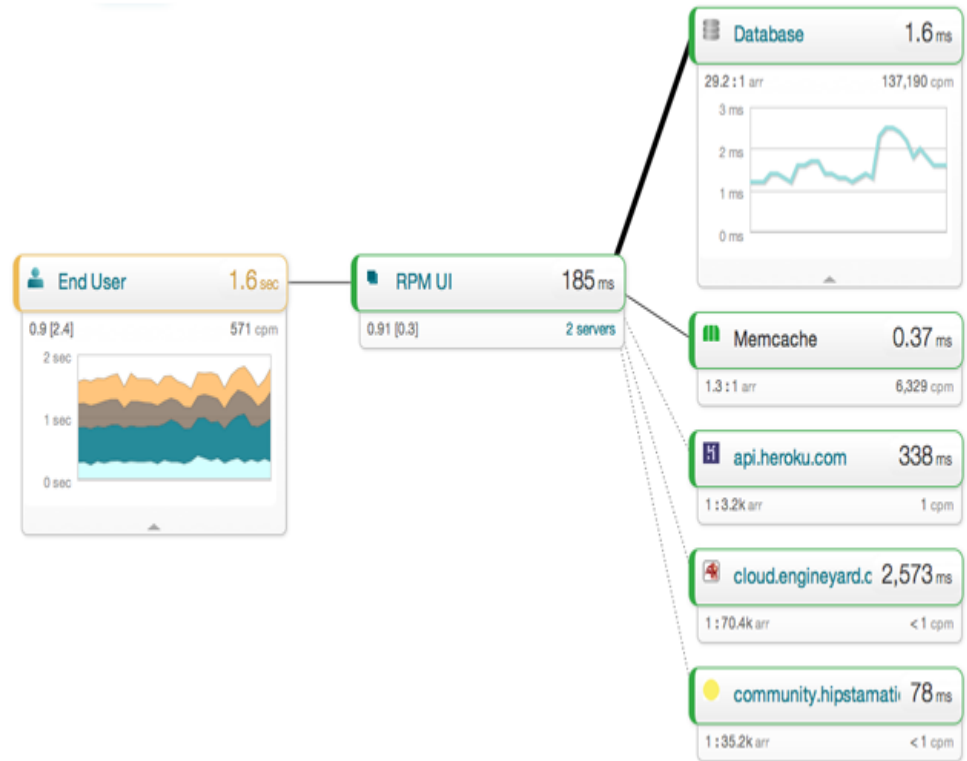 Database 1.6 ms
29.2 : 1 arr 137,190 cpm
3 ms
2 ms
1 ms
0 ms
End User 1.6 sec
0.9 [2.4] 571 cpm
2 sec
1 sec
0 sec
RPM UI 185 ms
0.91 [0.3] 2 servers
Memcache 0.37 ms
1.3 : 1 arr 6,329 cpm
api.heroku.com 338 ms
1 : 3.2k arr 1 cpm
cloud.engineyard.c 2,573 ms
1 : 70.4k arr < 1 cpm
community.hipstamati 78 ms
1 : 35.2k arr < 1 cpm